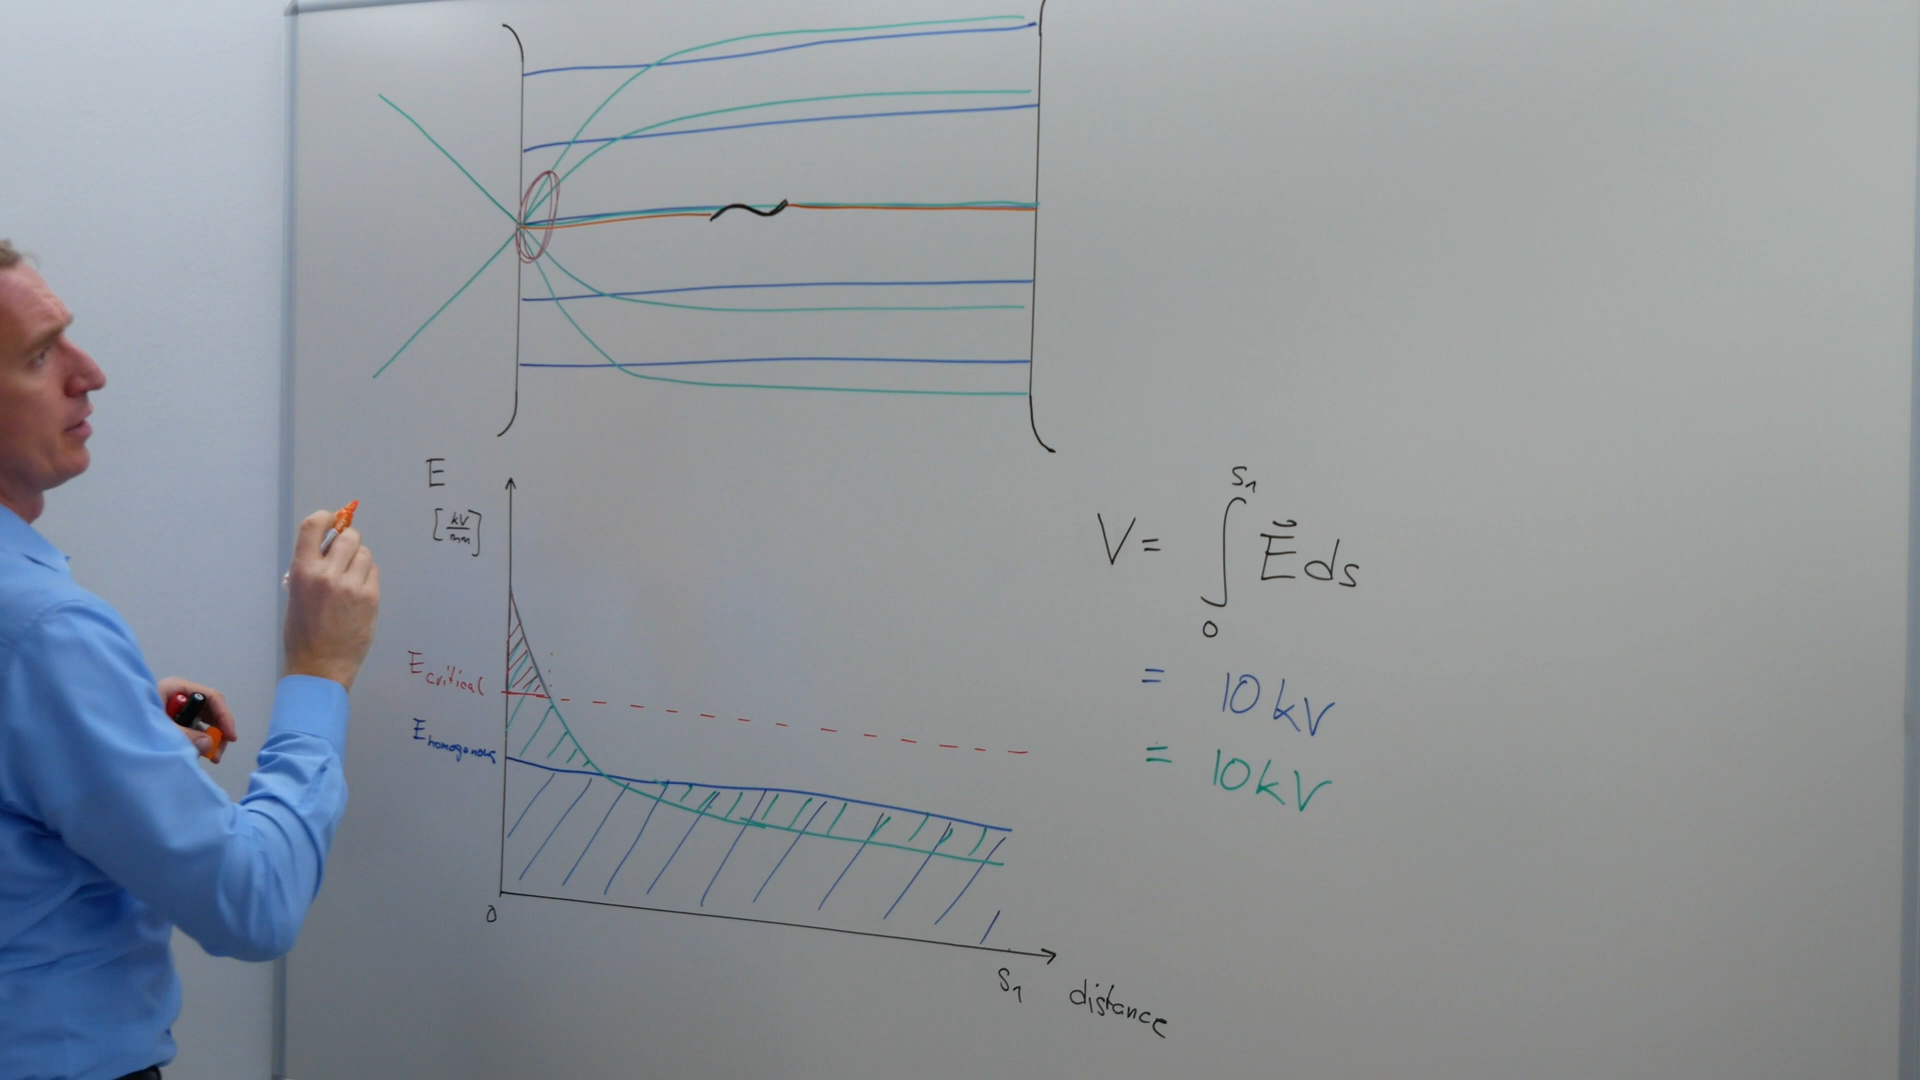 E
[kV/mm]
E critical
E homogenous
0
S1
distance
V = ∫ 0 S1 E ds
= 10 kV
= 10 kV